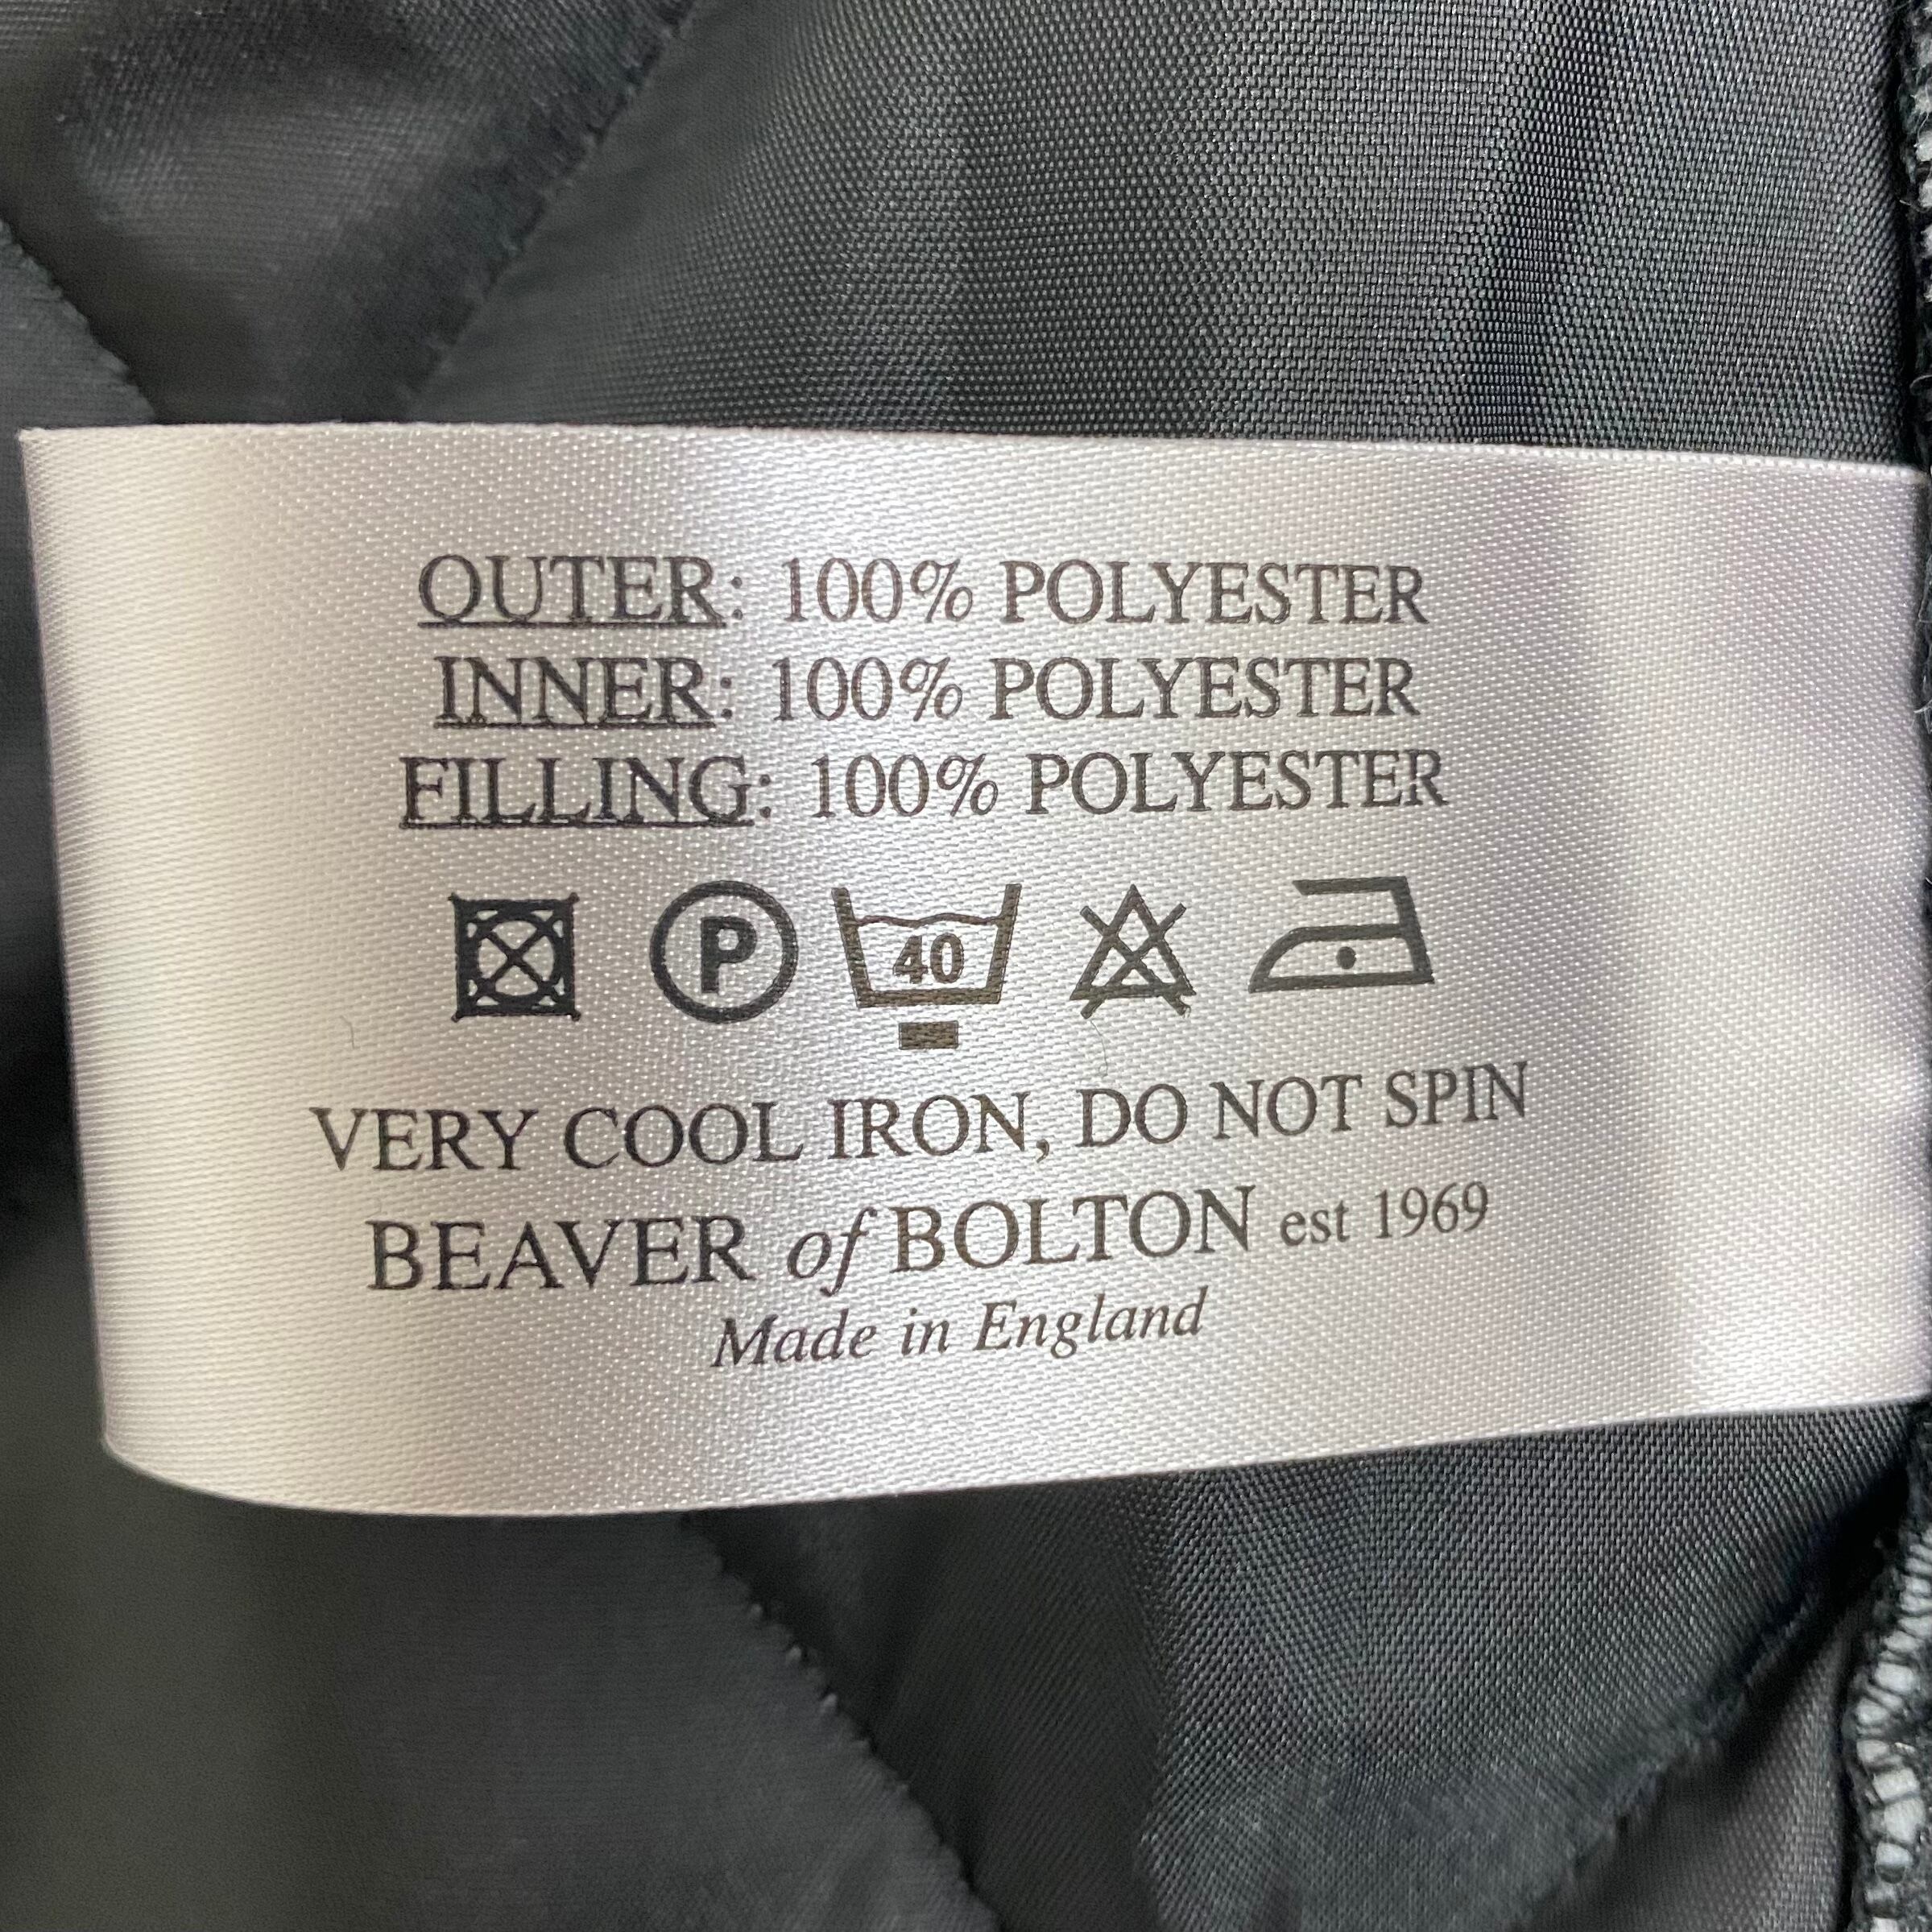 OUTER: 100% POLYESTER
INNER: 100% POLYESTER
FILLING: 100% POLYESTER
P 40
VERY COOL IRON, DO NOT SPIN
BEAVER of BOLTON est 1969
Made in England